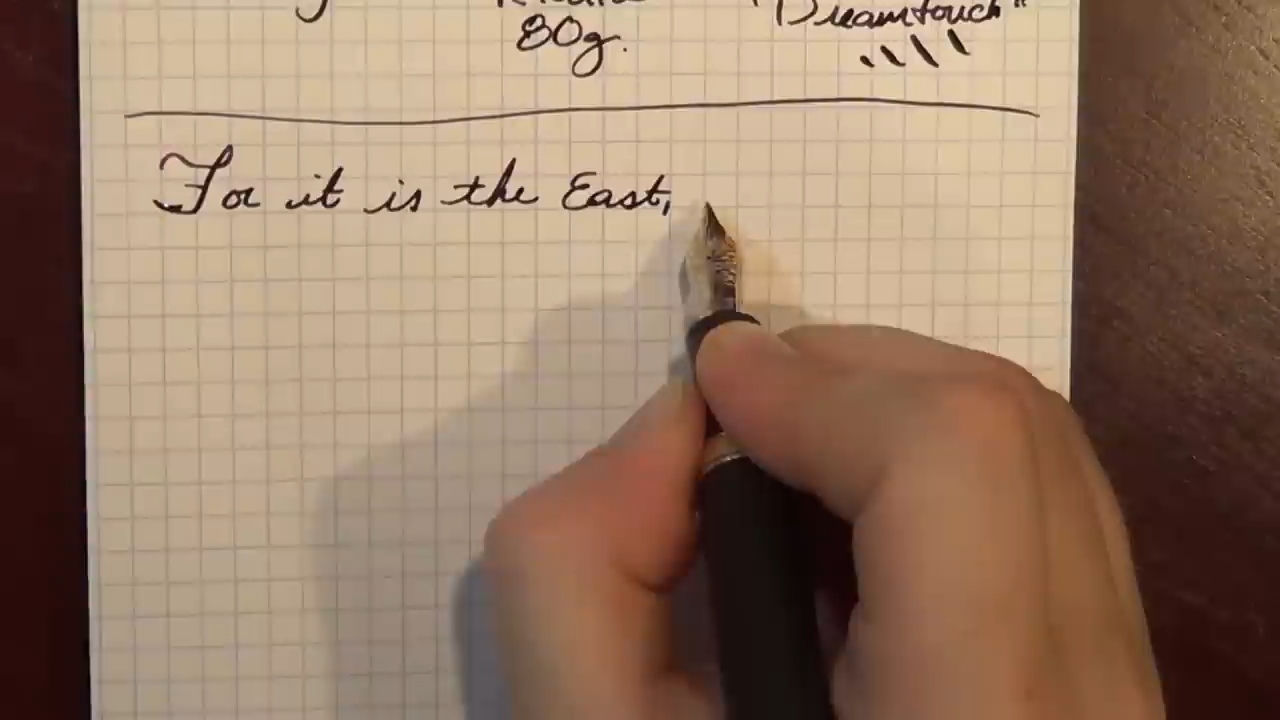 "Dreamtouch"
80g.
For it is the East,